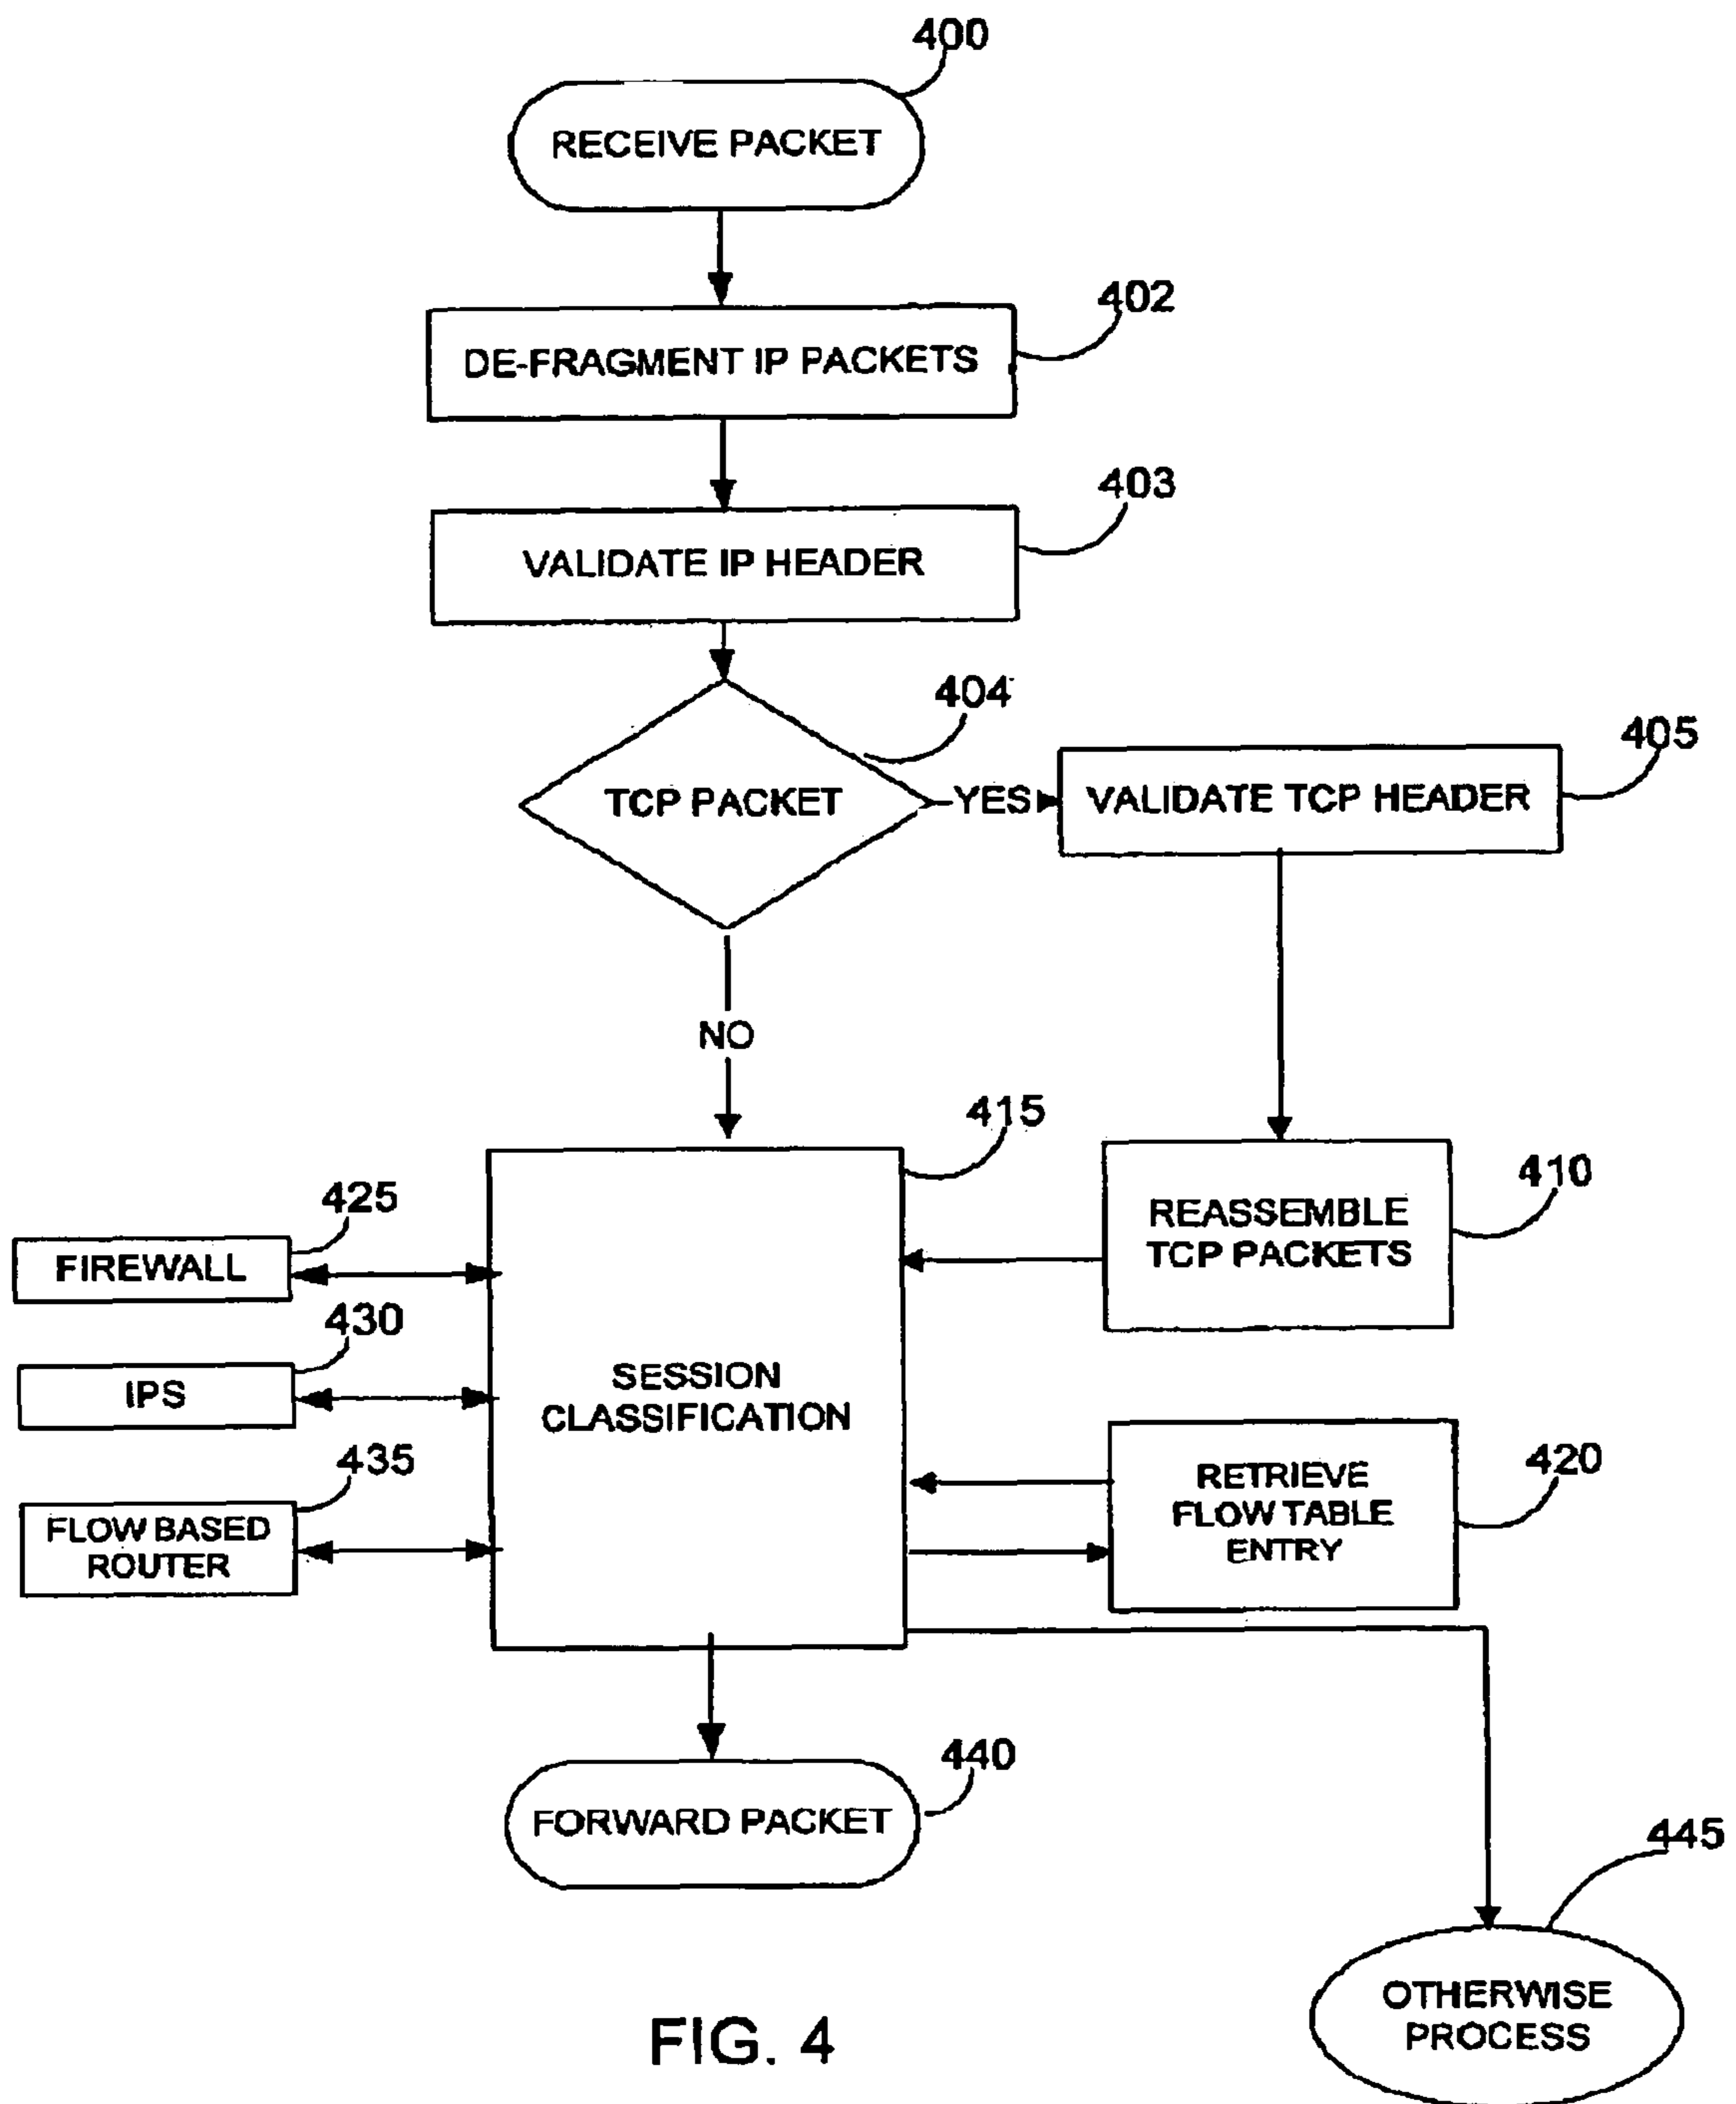 400
RECEIVE PACKET
402
DE-FRAGMENT IP PACKETS
403
VALIDATE IP HEADER
404
TCP PACKET
YES
405
VALIDATE TCP HEADER
NO
415
410
REASSEMBLE
TCP PACKETS
425
FIREWALL
430
IPS
435
FLOW BASED
ROUTER
SESSION
CLASSIFICATION
420
RETRIEVE
FLOW TABLE
ENTRY
440
FORWARD PACKET
445
OTHERWISE
PROCESS
FIG. 4